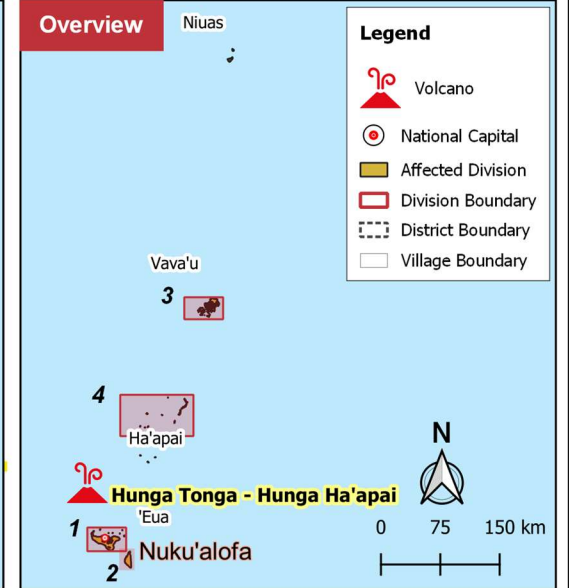 Overview
Niuas
Legend
Volcano
National Capital
Affected Division
Division Boundary
District Boundary
Village Boundary
Vava'u
3
4
Ha'apai
N
Hunga Tonga - Hunga Ha'apai
'Eua
1
Nuku'alofa
2
0 75 150 km